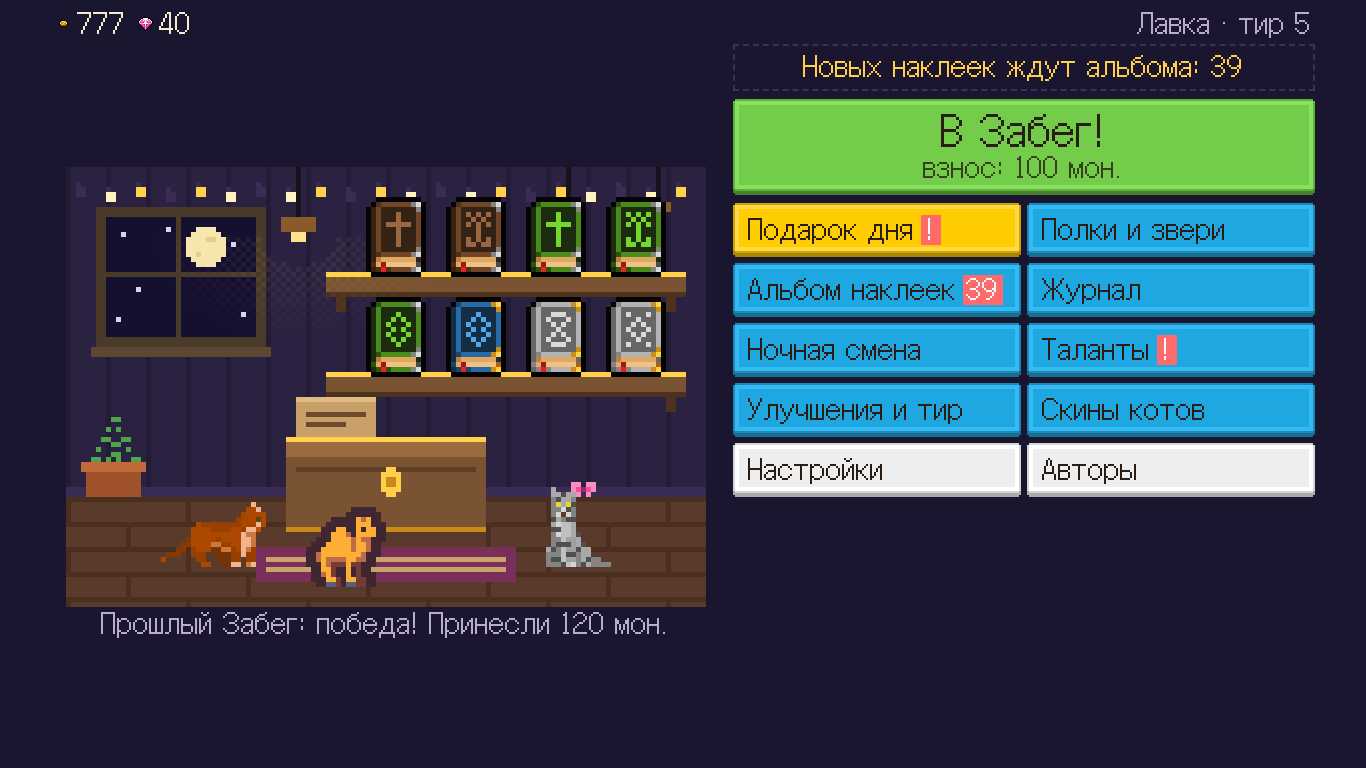 777 40
Лавка · тир 5
Новых наклеек ждут альбома: 39
В Забег!
взнос: 100 мон.
Подарок дня !
Полки и звери
Альбом наклеек 39
Журнал
Ночная смена
Таланты !
Улучшения и тир
Скины котов
Настройки
Авторы
Прошлый Забег: победа! Принесли 120 мон.